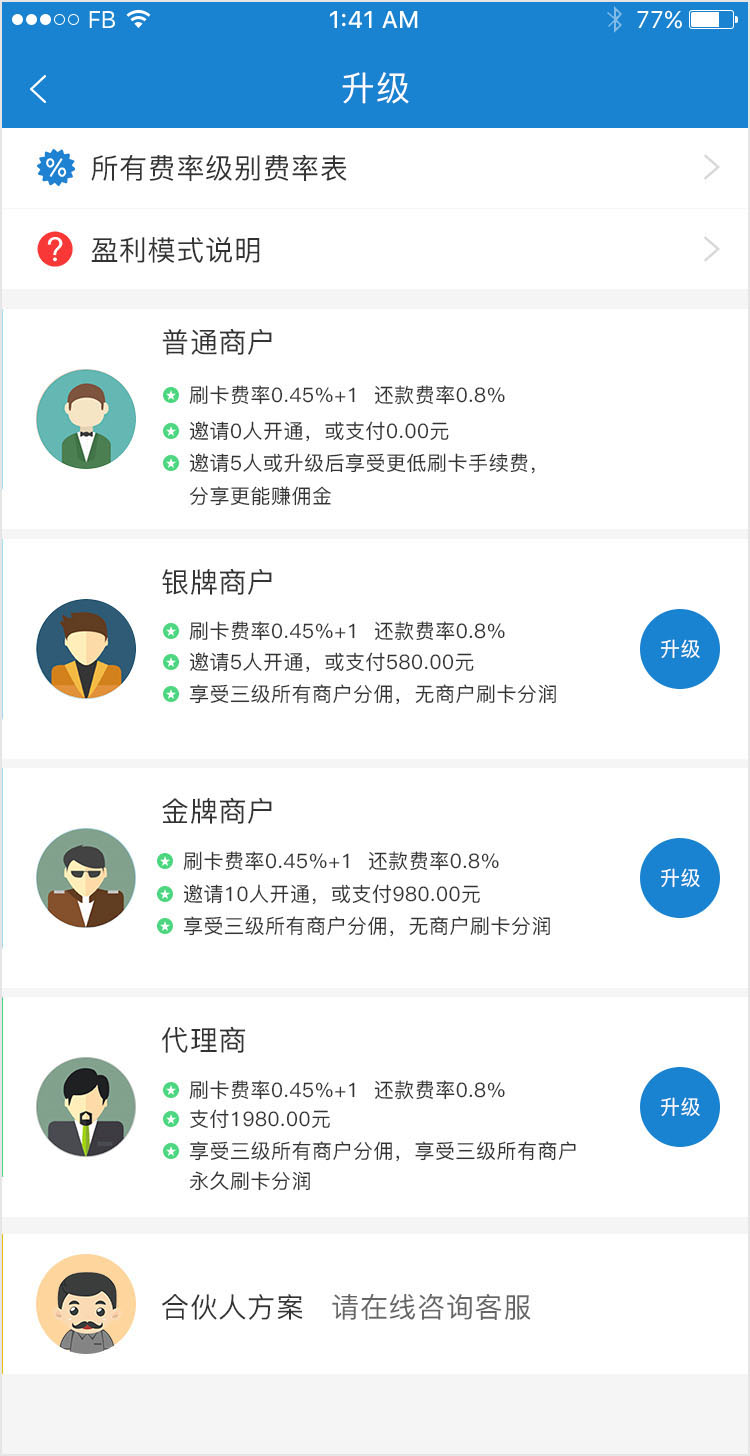 FB 1:41 AM 77%
升级
所有费率级别费率表
盈利模式说明
普通商户
刷卡费率0.45%+1 还款费率0.8%
邀请0人开通，或支付0.00元
邀请5人或升级后享受更低刷卡手续费，
分享更能赚佣金
银牌商户
刷卡费率0.45%+1 还款费率0.8%
邀请5人开通，或支付580.00元
享受三级所有商户分佣，无商户刷卡分润
升级
金牌商户
刷卡费率0.45%+1 还款费率0.8%
邀请10人开通，或支付980.00元
享受三级所有商户分佣，无商户刷卡分润
升级
代理商
刷卡费率0.45%+1 还款费率0.8%
支付1980.00元
享受三级所有商户分佣，享受三级所有商户
永久刷卡分润
升级
合伙人方案 请在线咨询客服